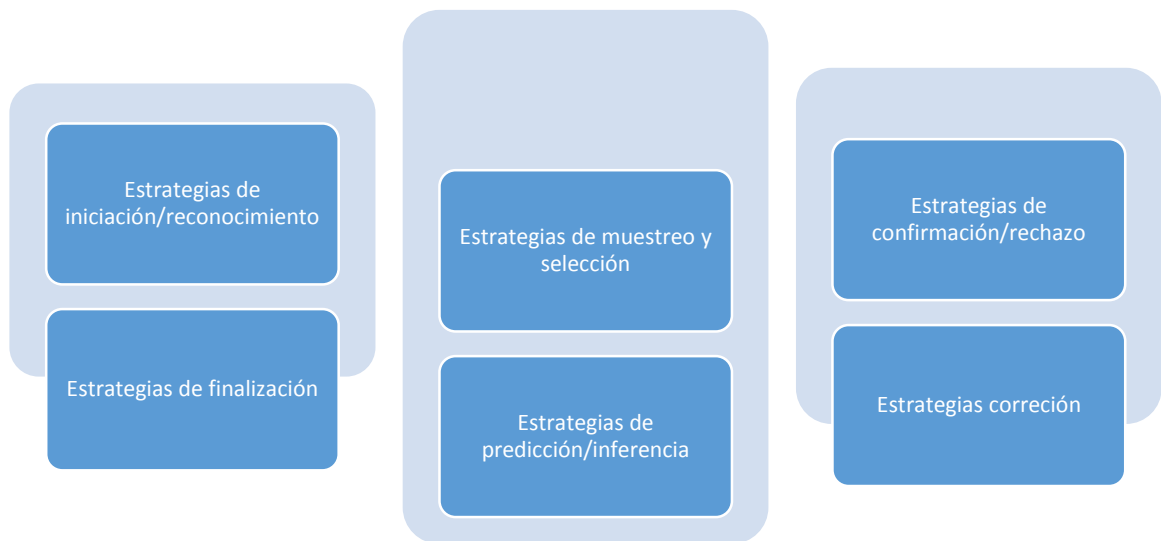 Estrategias de
iniciación/reconocimiento
Estrategias de finalización
Estrategias de muestreo y
selección
Estrategias de
predicción/inferencia
Estrategias de
confirmación/rechazo
Estrategias correción